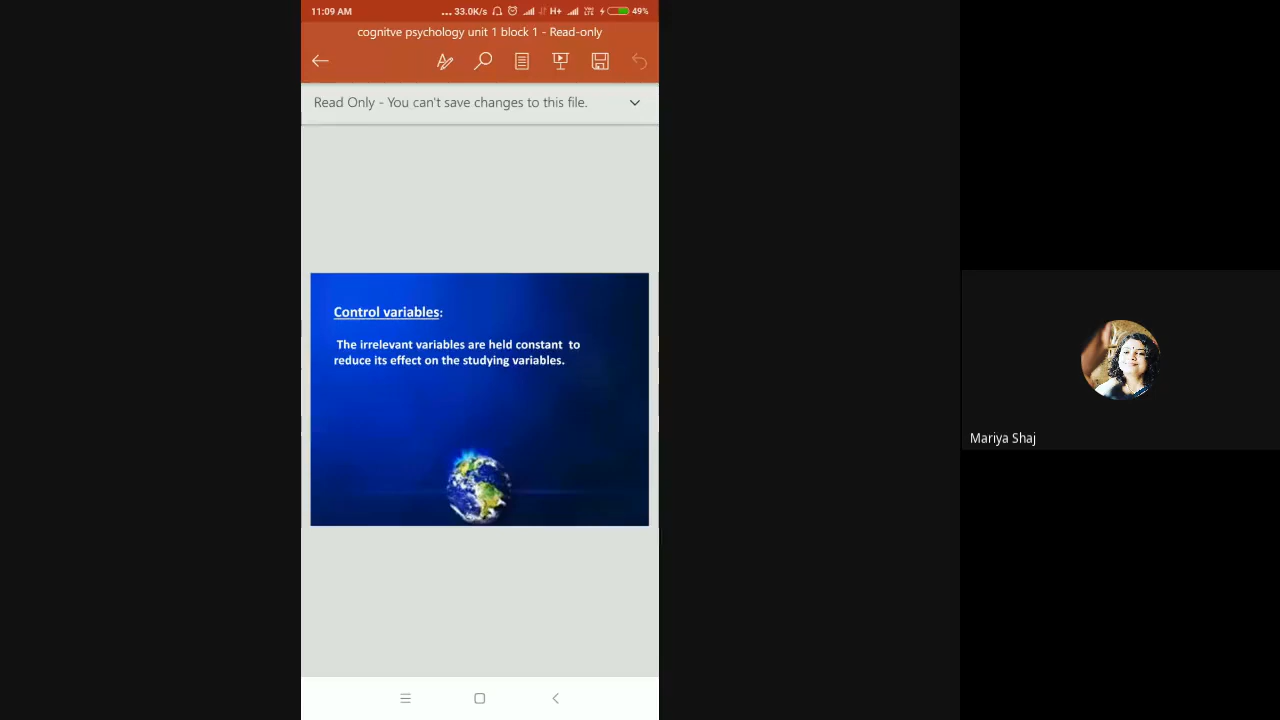 11:09 AM ... 33.0K/s H+ VoLTE 49%
cognitve psychology unit 1 block 1 - Read-only
Read Only - You can't save changes to this file.
Control variables:
The irrelevant variables are held constant to
reduce its effect on the studying variables.
Mariya Shaj